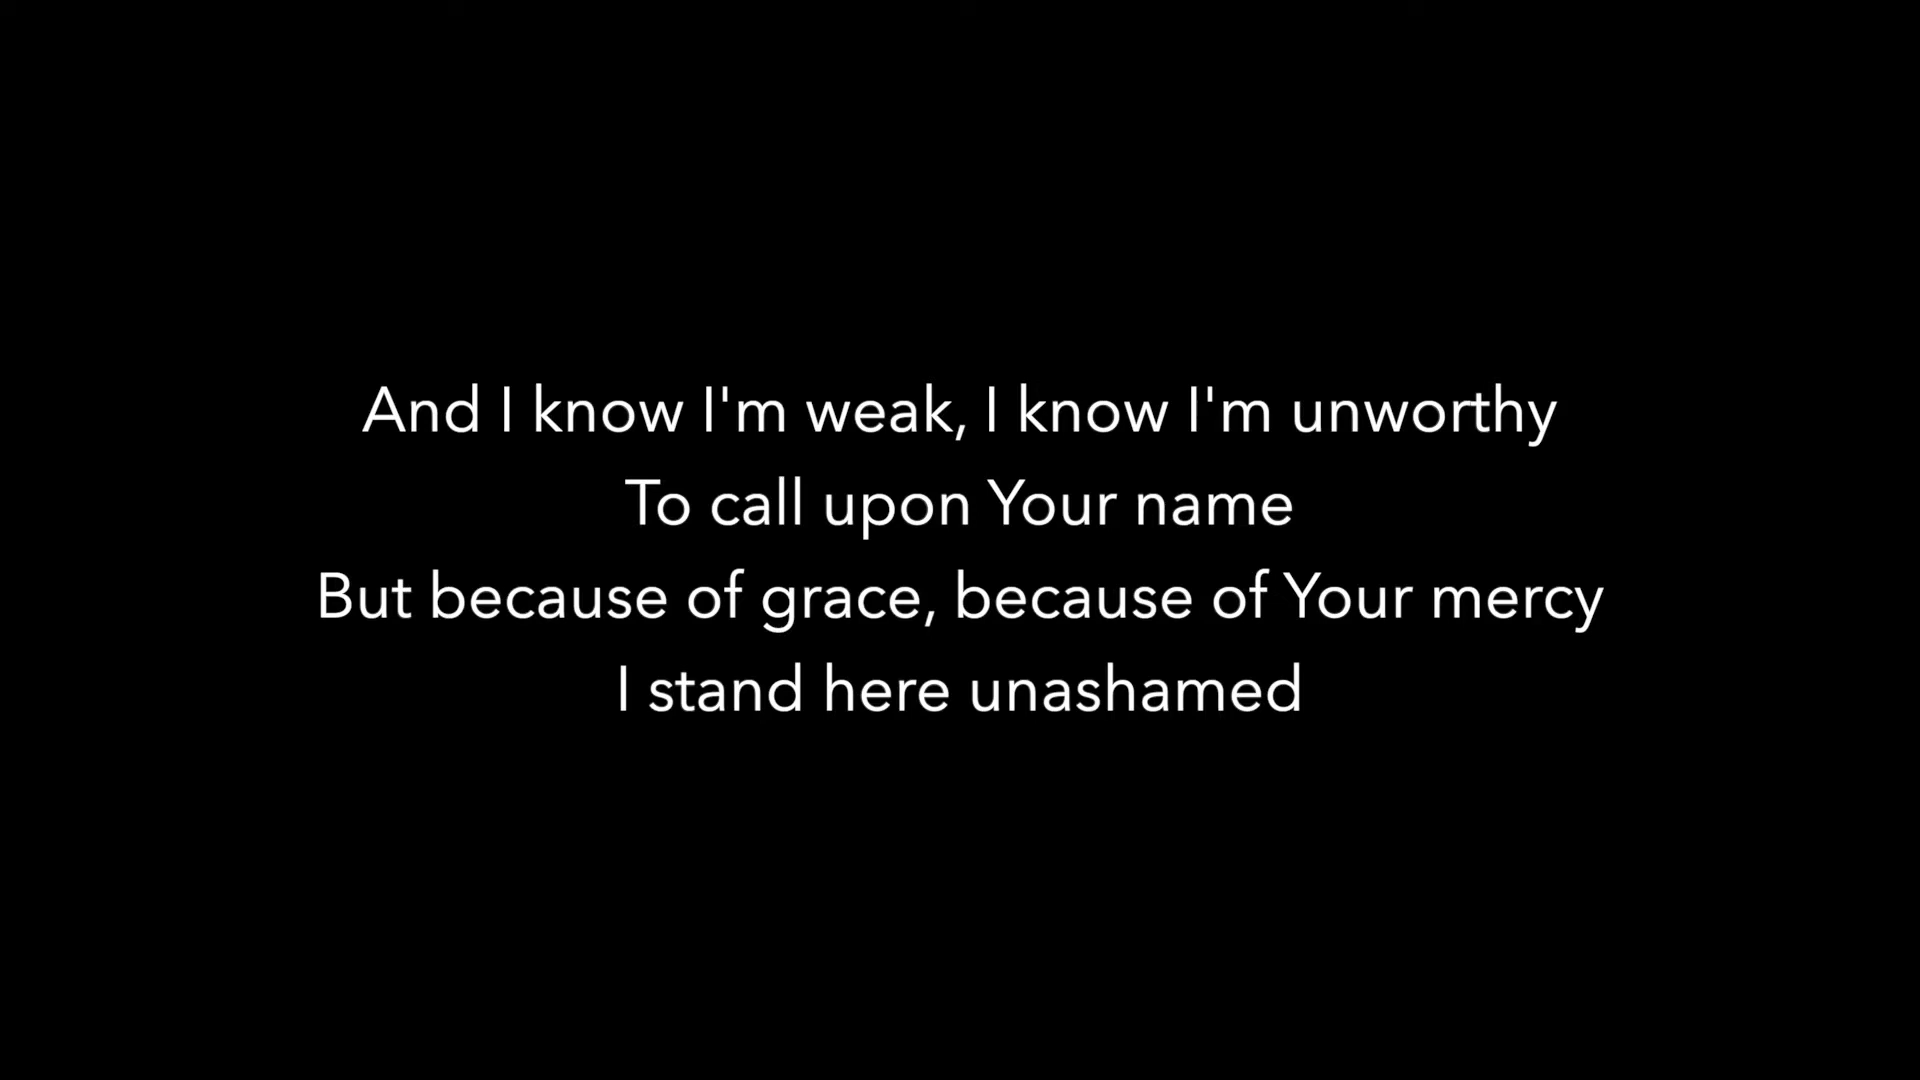 And I know I'm weak, I know I'm unworthy
To call upon Your name
But because of grace, because of Your mercy
I stand here unashamed